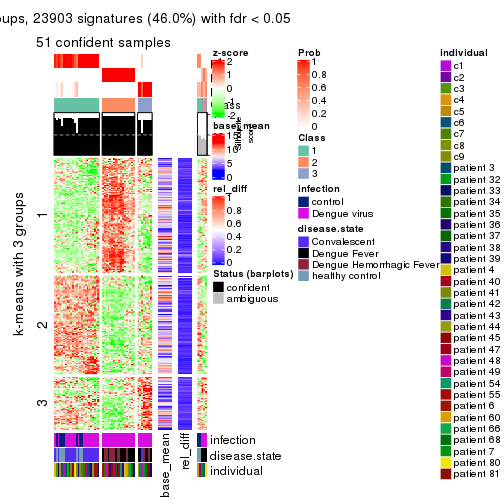 oups, 23903 signatures (46.0%) with fdr < 0.05
51 confident samples
z-score
2
1
0
-1
-2
base_mean
15
10
5
0
rel_diff
1
0.8
0.6
0.4
0.2
0
Status (barplots)
confident
ambiguous
Prob
1
0.8
0.6
0.4
0.2
0
Class
1
2
3
infection
control
Dengue virus
disease.state
Convalescent
Dengue Fever
Dengue Hemorrhagic Fever
healthy control
individual
c1
c2
c3
c4
c5
c6
c7
c8
c9
patient 3
patient 32
patient 33
patient 34
patient 35
patient 36
patient 37
patient 38
patient 39
patient 4
patient 40
patient 41
patient 42
patient 43
patient 44
patient 45
patient 47
patient 48
patient 49
patient 54
patient 55
patient 6
patient 60
patient 66
patient 68
patient 7
patient 80
patient 81
k-means with 3 groups
1
2
3
base_mean
rel_diff
infection
disease.state
individual